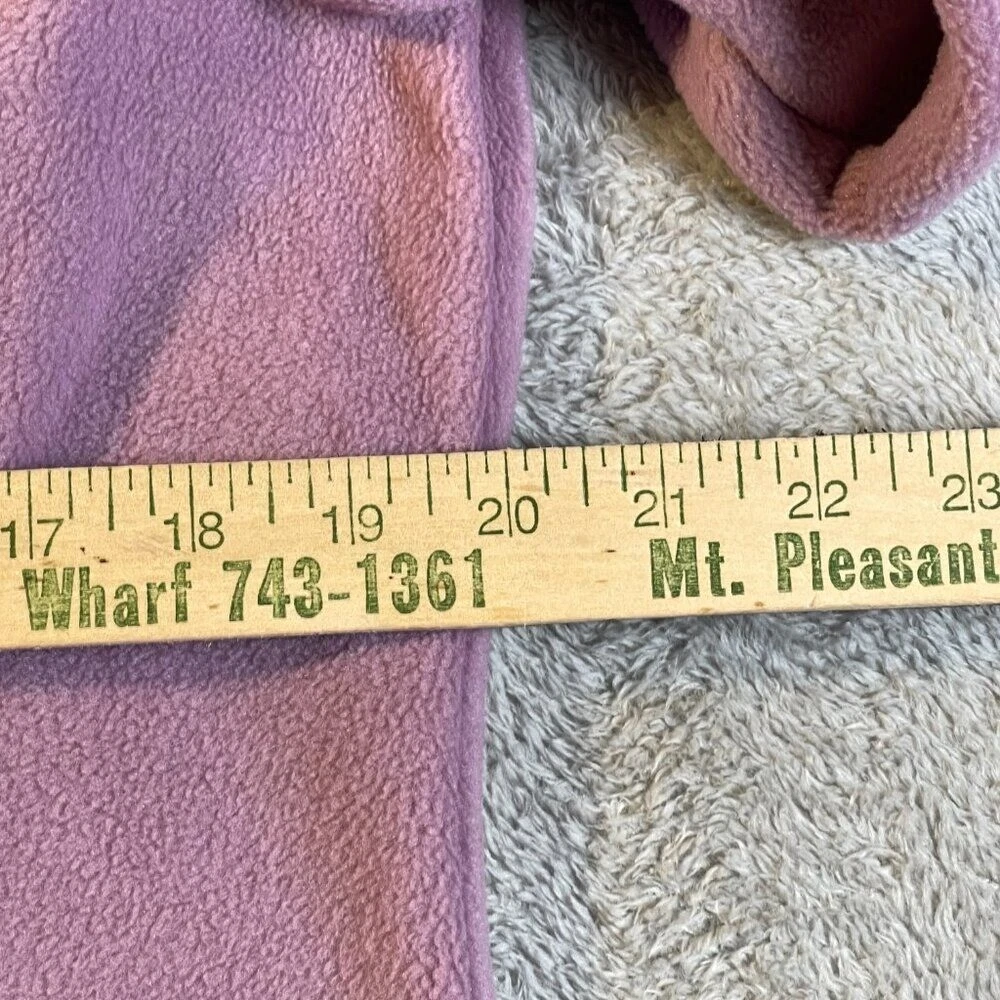 17 18 19 20 21 22 23
Wharf 743-1361 Mt. Pleasant